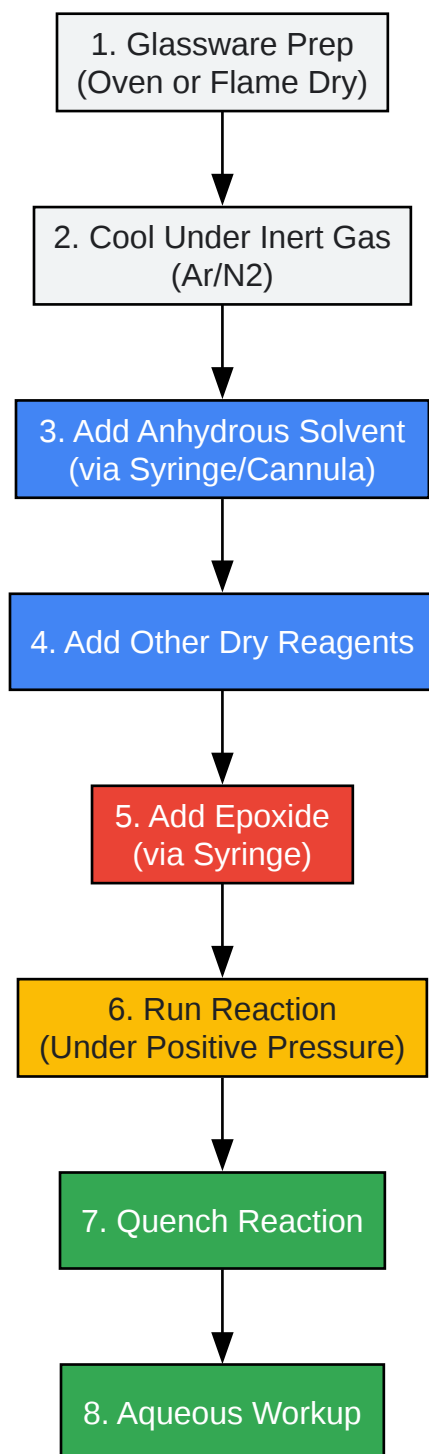 1. Glassware Prep
(Oven or Flame Dry)
2. Cool Under Inert Gas
(Ar/N2)
3. Add Anhydrous Solvent
(via Syringe/Cannula)
4. Add Other Dry Reagents
5. Add Epoxide
(via Syringe)
6. Run Reaction
(Under Positive Pressure)
7. Quench Reaction
8. Aqueous Workup